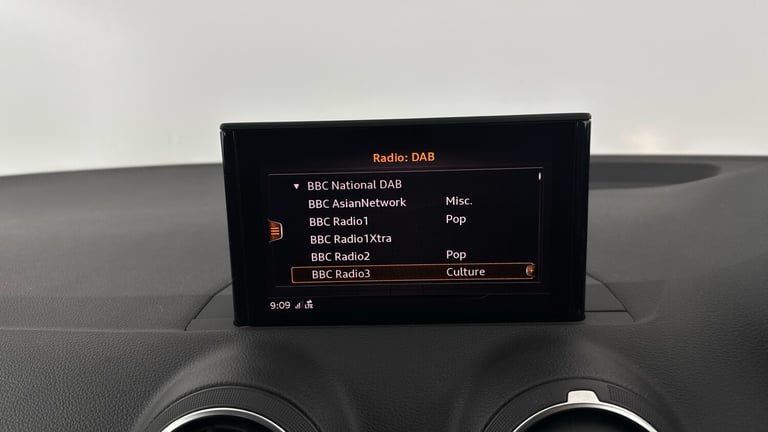 Radio: DAB
▼ BBC National DAB
BBC AsianNetwork Misc.
BBC Radio1 Pop
BBC Radio1Xtra
BBC Radio2 Pop
BBC Radio3 Culture
9:09 LTE